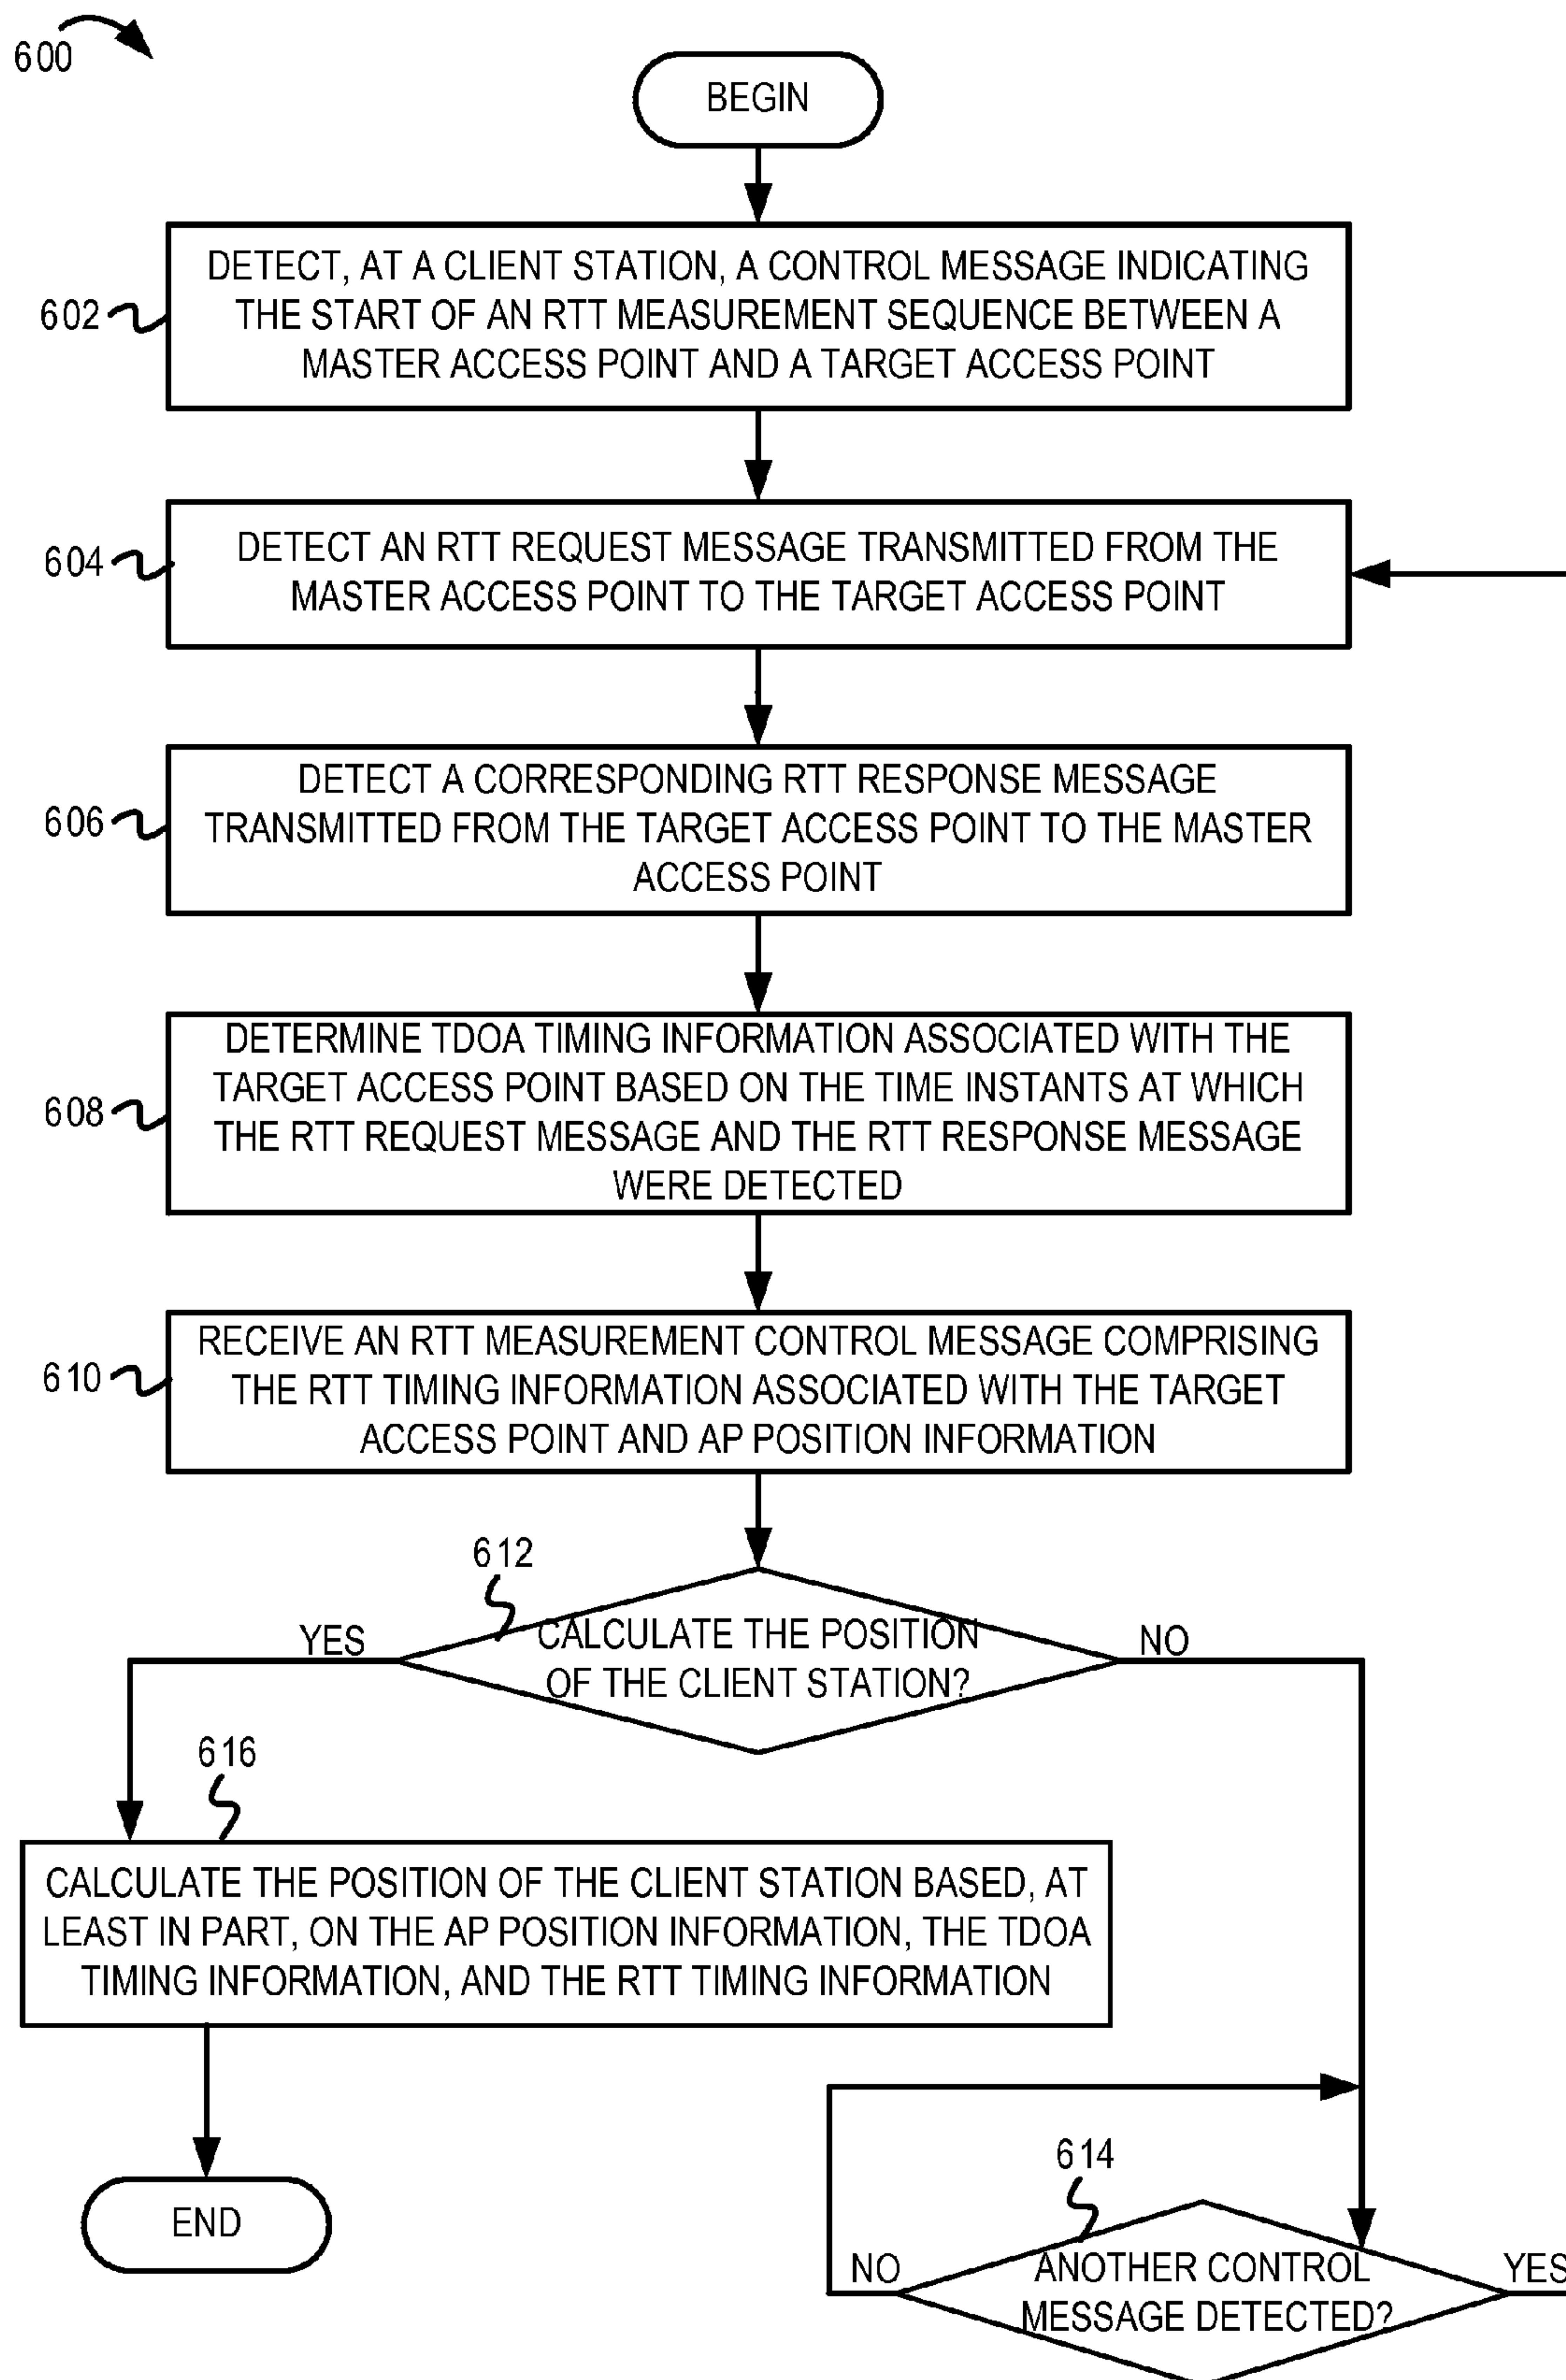 600
BEGIN
602
DETECT, AT A CLIENT STATION, A CONTROL MESSAGE INDICATING
THE START OF AN RTT MEASUREMENT SEQUENCE BETWEEN A
MASTER ACCESS POINT AND A TARGET ACCESS POINT
604
DETECT AN RTT REQUEST MESSAGE TRANSMITTED FROM THE
MASTER ACCESS POINT TO THE TARGET ACCESS POINT
606
DETECT A CORRESPONDING RTT RESPONSE MESSAGE
TRANSMITTED FROM THE TARGET ACCESS POINT TO THE MASTER
ACCESS POINT
608
DETERMINE TDOA TIMING INFORMATION ASSOCIATED WITH THE
TARGET ACCESS POINT BASED ON THE TIME INSTANTS AT WHICH
THE RTT REQUEST MESSAGE AND THE RTT RESPONSE MESSAGE
WERE DETECTED
610
RECEIVE AN RTT MEASUREMENT CONTROL MESSAGE COMPRISING
THE RTT TIMING INFORMATION ASSOCIATED WITH THE TARGET
ACCESS POINT AND AP POSITION INFORMATION
612
CALCULATE THE POSITION
OF THE CLIENT STATION?
YES
NO
616
CALCULATE THE POSITION OF THE CLIENT STATION BASED, AT
LEAST IN PART, ON THE AP POSITION INFORMATION, THE TDOA
TIMING INFORMATION, AND THE RTT TIMING INFORMATION
END
614
ANOTHER CONTROL
MESSAGE DETECTED?
NO
YES